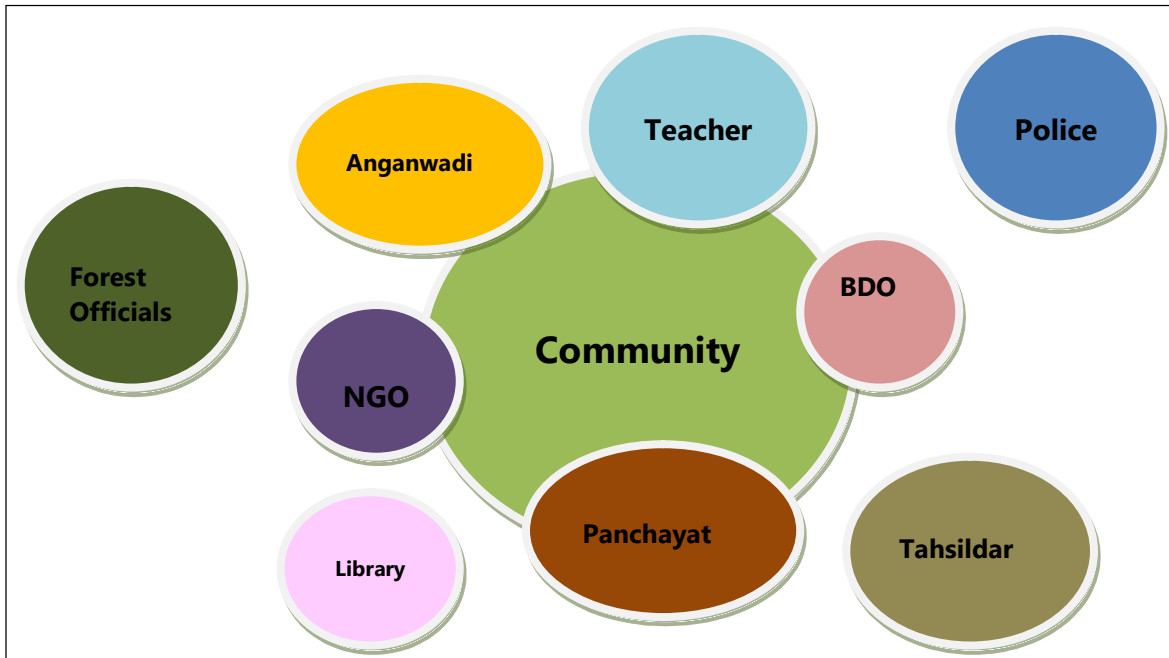 Teacher
Police
Anganwadi
Forest
Officials
BDO
Community
NGO
Panchayat
Tahsildar
Library